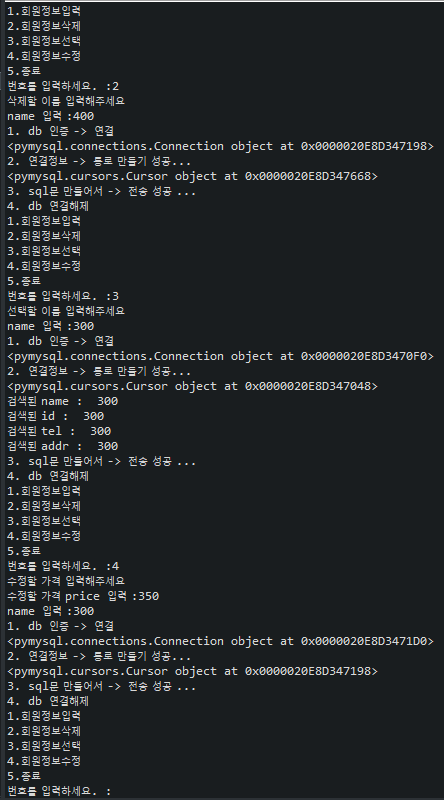 1.회원정보입력
2.회원정보삭제
3.회원정보선택
4.회원정보수정
5.종료
번호를 입력하세요. :2
삭제할 이름 입력해주세요
name 입력 :400
1. db 인증 -> 연결
<pymysql.connections.Connection object at 0x0000020E8D347198>
2. 연결정보 -> 통로 만들기 성공...
<pymysql.cursors.Cursor object at 0x0000020E8D347668>
3. sql문 만들어서 -> 전송 성공 ...
4. db 연결해제
1.회원정보입력
2.회원정보삭제
3.회원정보선택
4.회원정보수정
5.종료
번호를 입력하세요. :3
선택할 이름 입력해주세요
name 입력 :300
1. db 인증 -> 연결
<pymysql.connections.Connection object at 0x0000020E8D3470F0>
2. 연결정보 -> 통로 만들기 성공...
<pymysql.cursors.Cursor object at 0x0000020E8D347048>
검색된 name :  300
검색된 id :  300
검색된 tel :  300
검색된 addr :  300
3. sql문 만들어서 -> 전송 성공 ...
4. db 연결해제
1.회원정보입력
2.회원정보삭제
3.회원정보선택
4.회원정보수정
5.종료
번호를 입력하세요. :4
수정할 가격 입력해주세요
수정할 가격 price 입력 :350
name 입력 :300
1. db 인증 -> 연결
<pymysql.connections.Connection object at 0x0000020E8D3471D0>
2. 연결정보 -> 통로 만들기 성공...
<pymysql.cursors.Cursor object at 0x0000020E8D347198>
3. sql문 만들어서 -> 전송 성공 ...
4. db 연결해제
1.회원정보입력
2.회원정보삭제
3.회원정보선택
4.회원정보수정
5.종료
번호를 입력하세요. :